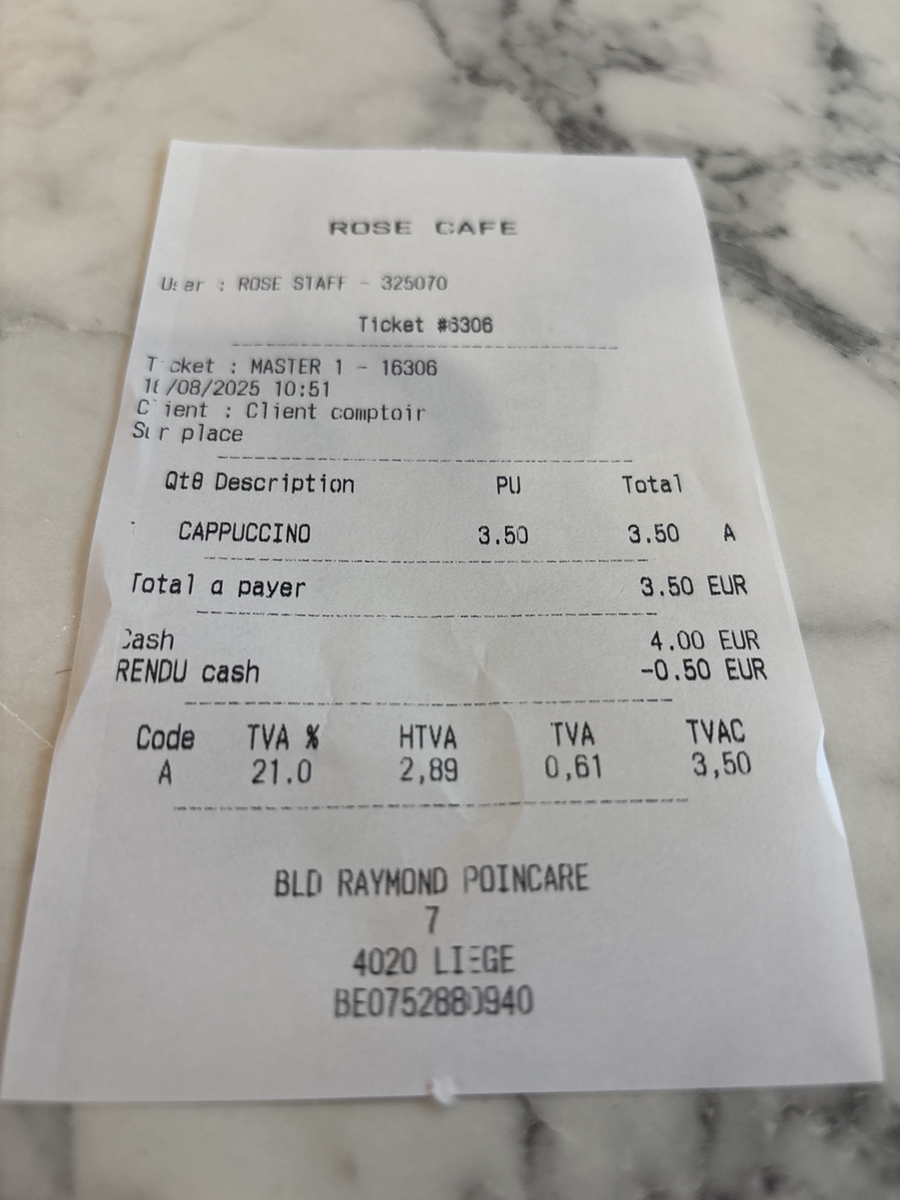 ROSE CAFE
User : ROSE STAFF - 325070
Ticket #6306
Ticket : MASTER 1 - 16306
/08/2025 10:51
Client : Client comptoir
Sur place
Qt8 Description PU Total
CAPPUCCINO 3.50 3.50 A
Total a payer 3.50 EUR
Cash 4.00 EUR
RENDU cash -0.50 EUR
Code TVA % HTVA TVA TVAC
A 21.0 2,89 0,61 3,50
BLD RAYMOND POINCARE
7
4020 LIEGE
BE0752880940